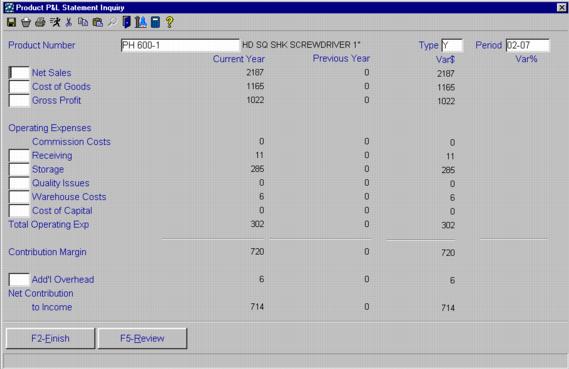 Product P&L Statement Inquiry
Product Number PH 600-1 HD SQ SHK SCREWDRIVER 1" Type Y Period 02-07
Current Year Previous Year Var$ Var%
Net Sales 2187 0 2187
Cost of Goods 1165 0 1165
Gross Profit 1022 0 1022
Operating Expenses
Commission Costs 0 0 0
Receiving 11 0 11
Storage 285 0 285
Quality Issues 0 0 0
Warehouse Costs 6 0 6
Cost of Capital 0 0 0
Total Operating Exp 302 0 302
Contribution Margin 720 0 720
Add'l Overhead 6 0 6
Net Contribution
to Income 714 0 714
F2-Finish F5-Review